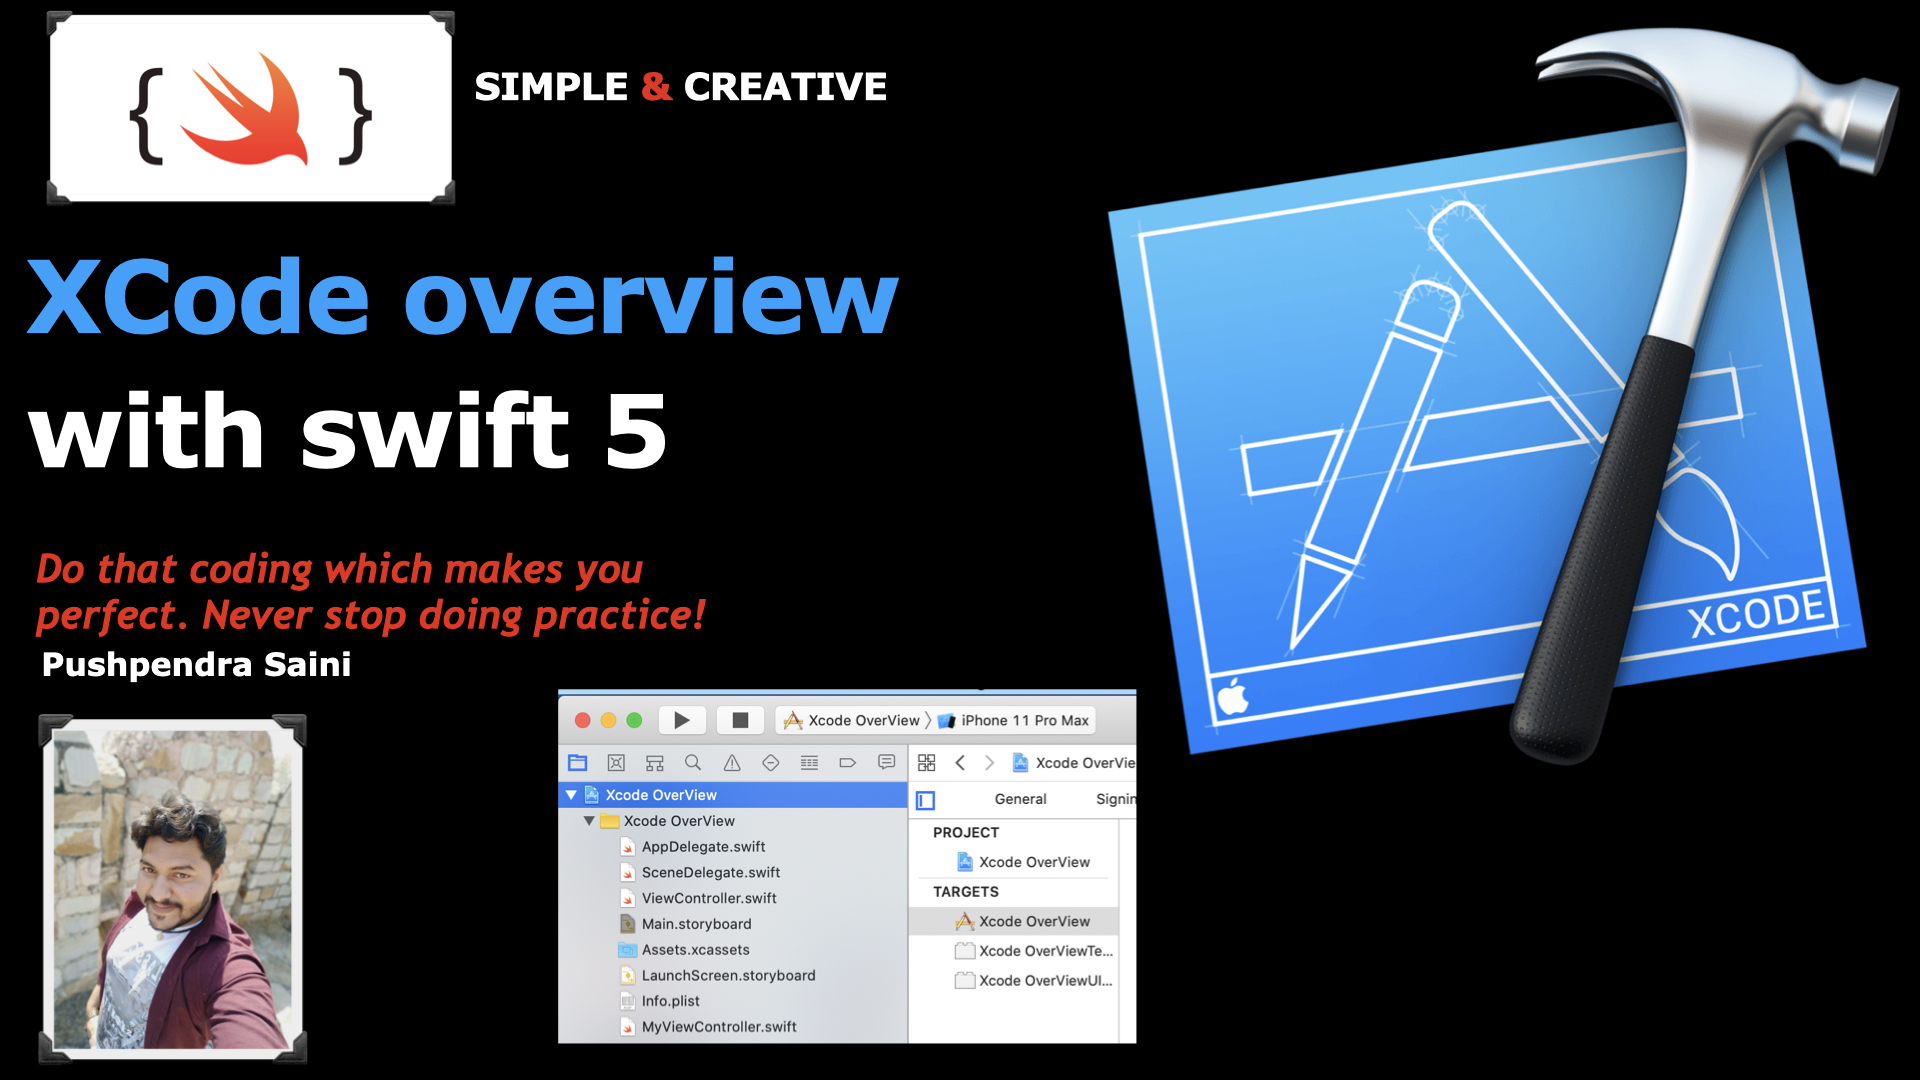 { }
SIMPLE & CREATIVE
XCode overview
with swift 5
Do that coding which makes you
perfect. Never stop doing practice!
Pushpendra Saini
XCODE
Xcode OverView
iPhone 11 Pro Max
Xcode OverVie
Xcode OverView
General
Signin
Xcode OverView
AppDelegate.swift
SceneDelegate.swift
ViewController.swift
Main.storyboard
Assets.xcassets
LaunchScreen.storyboard
Info.plist
MyViewController.swift
PROJECT
Xcode OverView
TARGETS
Xcode OverView
Xcode OverViewTe...
Xcode OverViewUI...